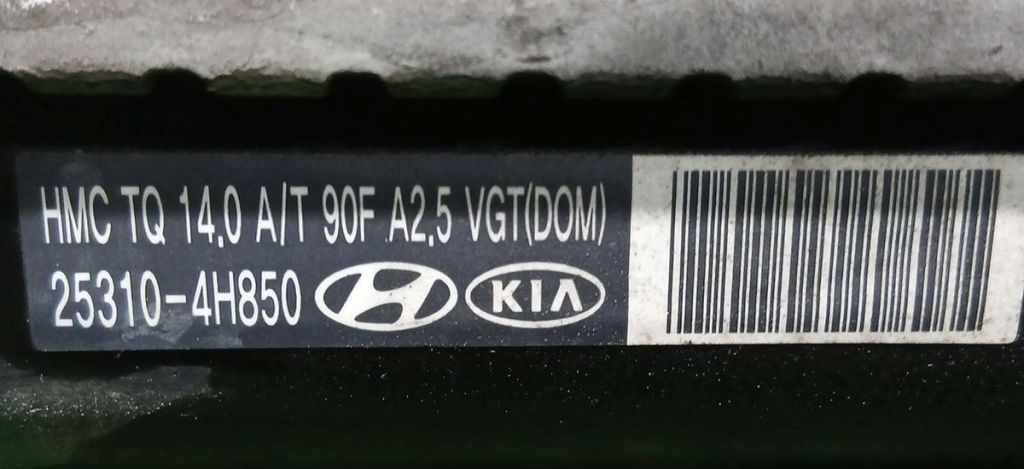 HMC TQ 14.0 A/T 90F A2.5 VGT(DOM)
25310-4H850 KIA